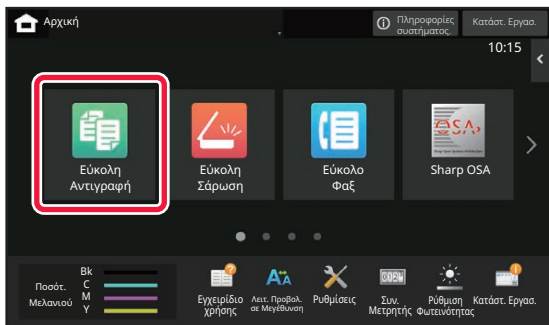 Αρχική
Πληροφορίες
συστήματος.
Κατάστ. Εργασ.
10:15
Εύκολη
Αντιγραφή
Εύκολη
Σάρωση
Εύκολο
Φαξ
OSA
Sharp OSA
Ποσότ.
Μελανιού
Bk
C
M
Y
Εγχειρίδιο
χρήσης
Λειτ. Προβολ.
σε Μεγέθυνση
Ρυθμίσεις
Συν.
Μετρητής
Ρύθμιση
Φωτεινότητας
Κατάστ. Εργασ.